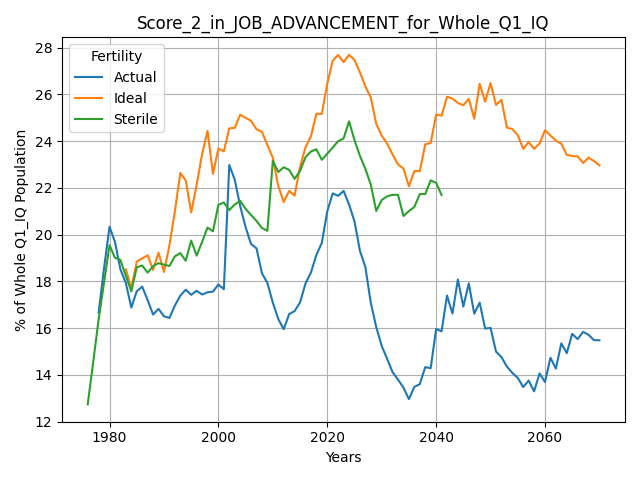 Score_2_in_JOB_ADVANCEMENT_for_Whole_Q1_IQ
Fertility
Actual
Ideal
Sterile
% of Whole Q1_IQ Population
28
26
24
22
20
18
16
14
12
1980
2000
2020
2040
2060
Years